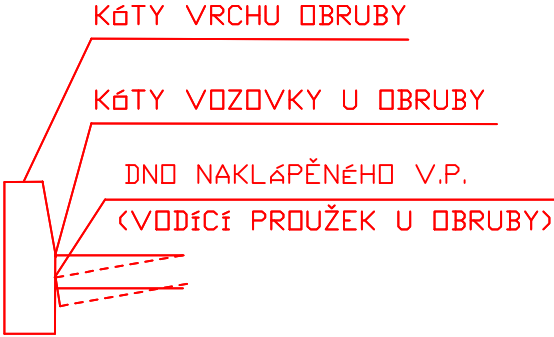 KóTY VRCHU OBRUBY
KóTY VOZOVKY U OBRUBY
DNO NAKLáPĚNéHO V.P.
(VODíCí PROUŽEK U OBRUBY)